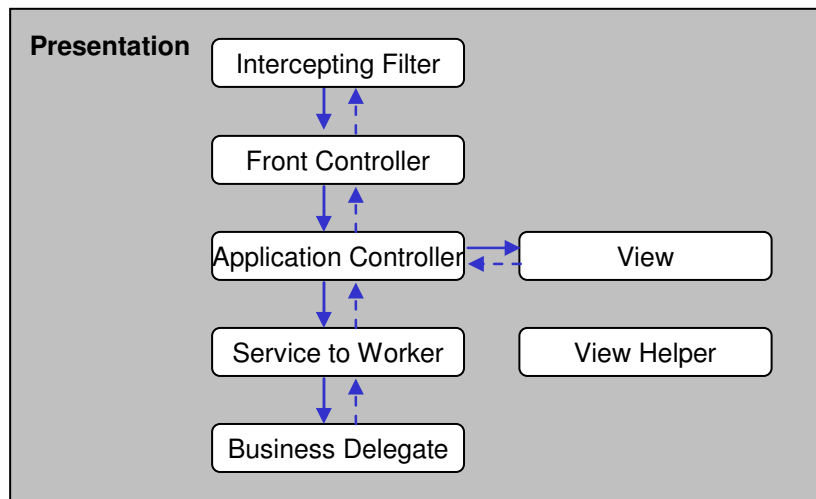 Presentation
Intercepting Filter
Front Controller
Application Controller
View
Service to Worker
View Helper
Business Delegate